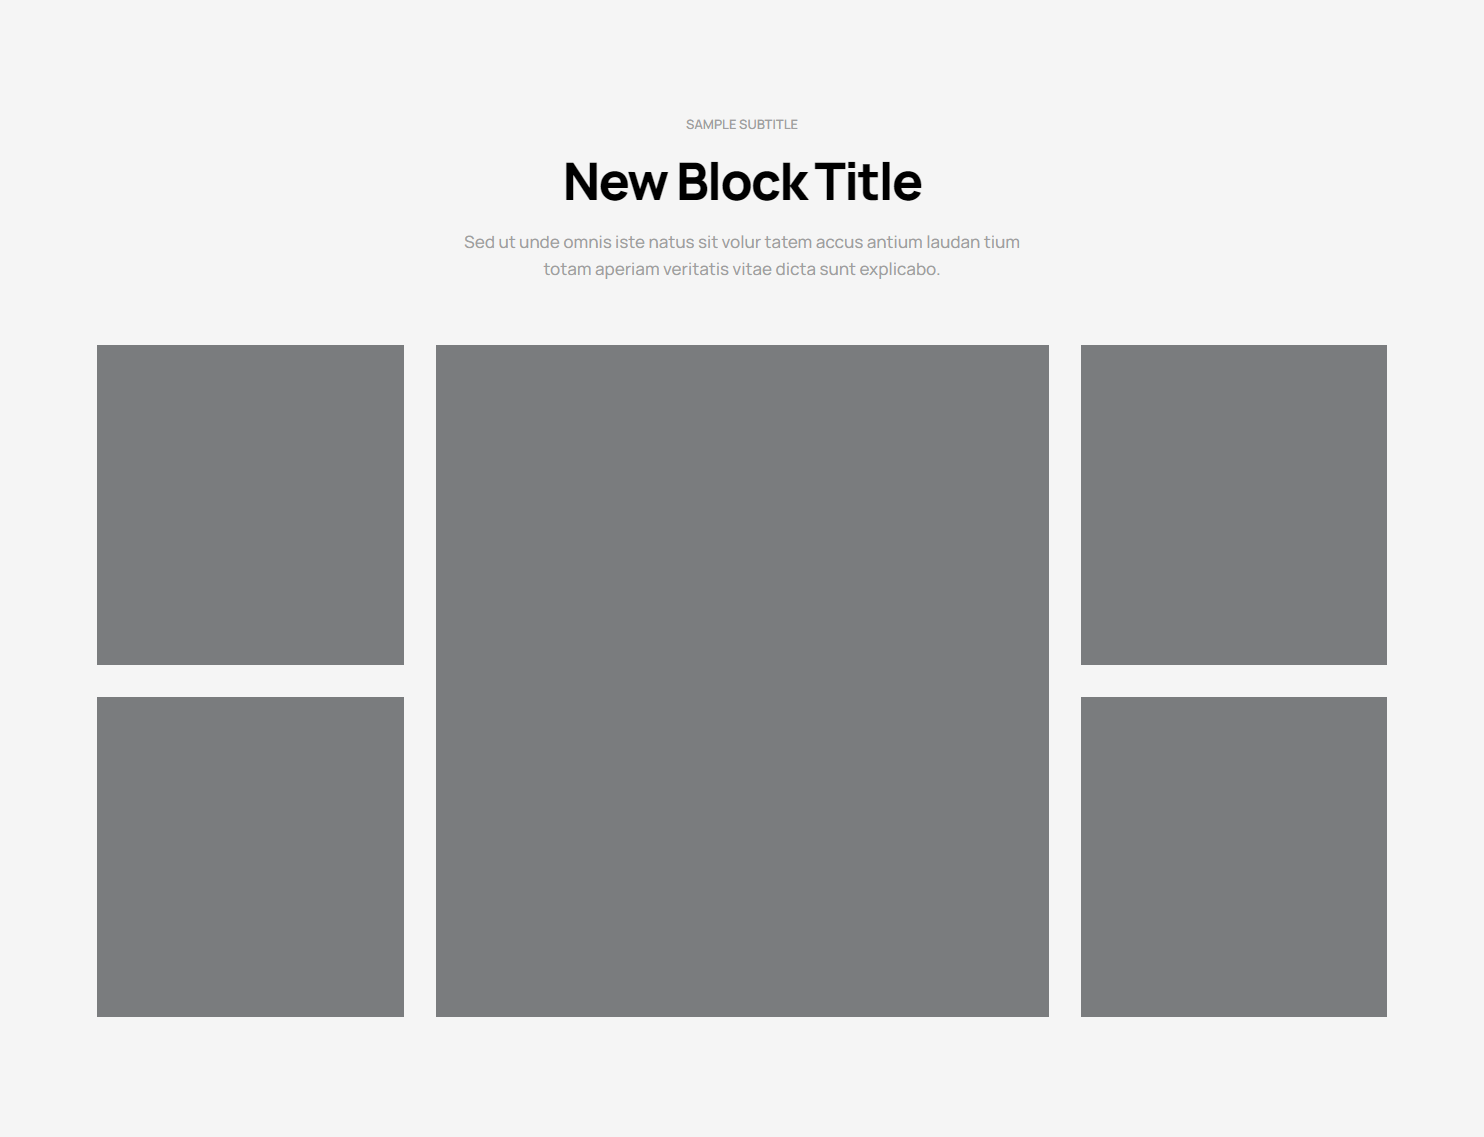 SAMPLE SUBTITLE
New Block Title
Sed ut unde omnis iste natus sit volur tatem accus antium laudan tium
totam aperiam veritatis vitae dicta sunt explicabo.